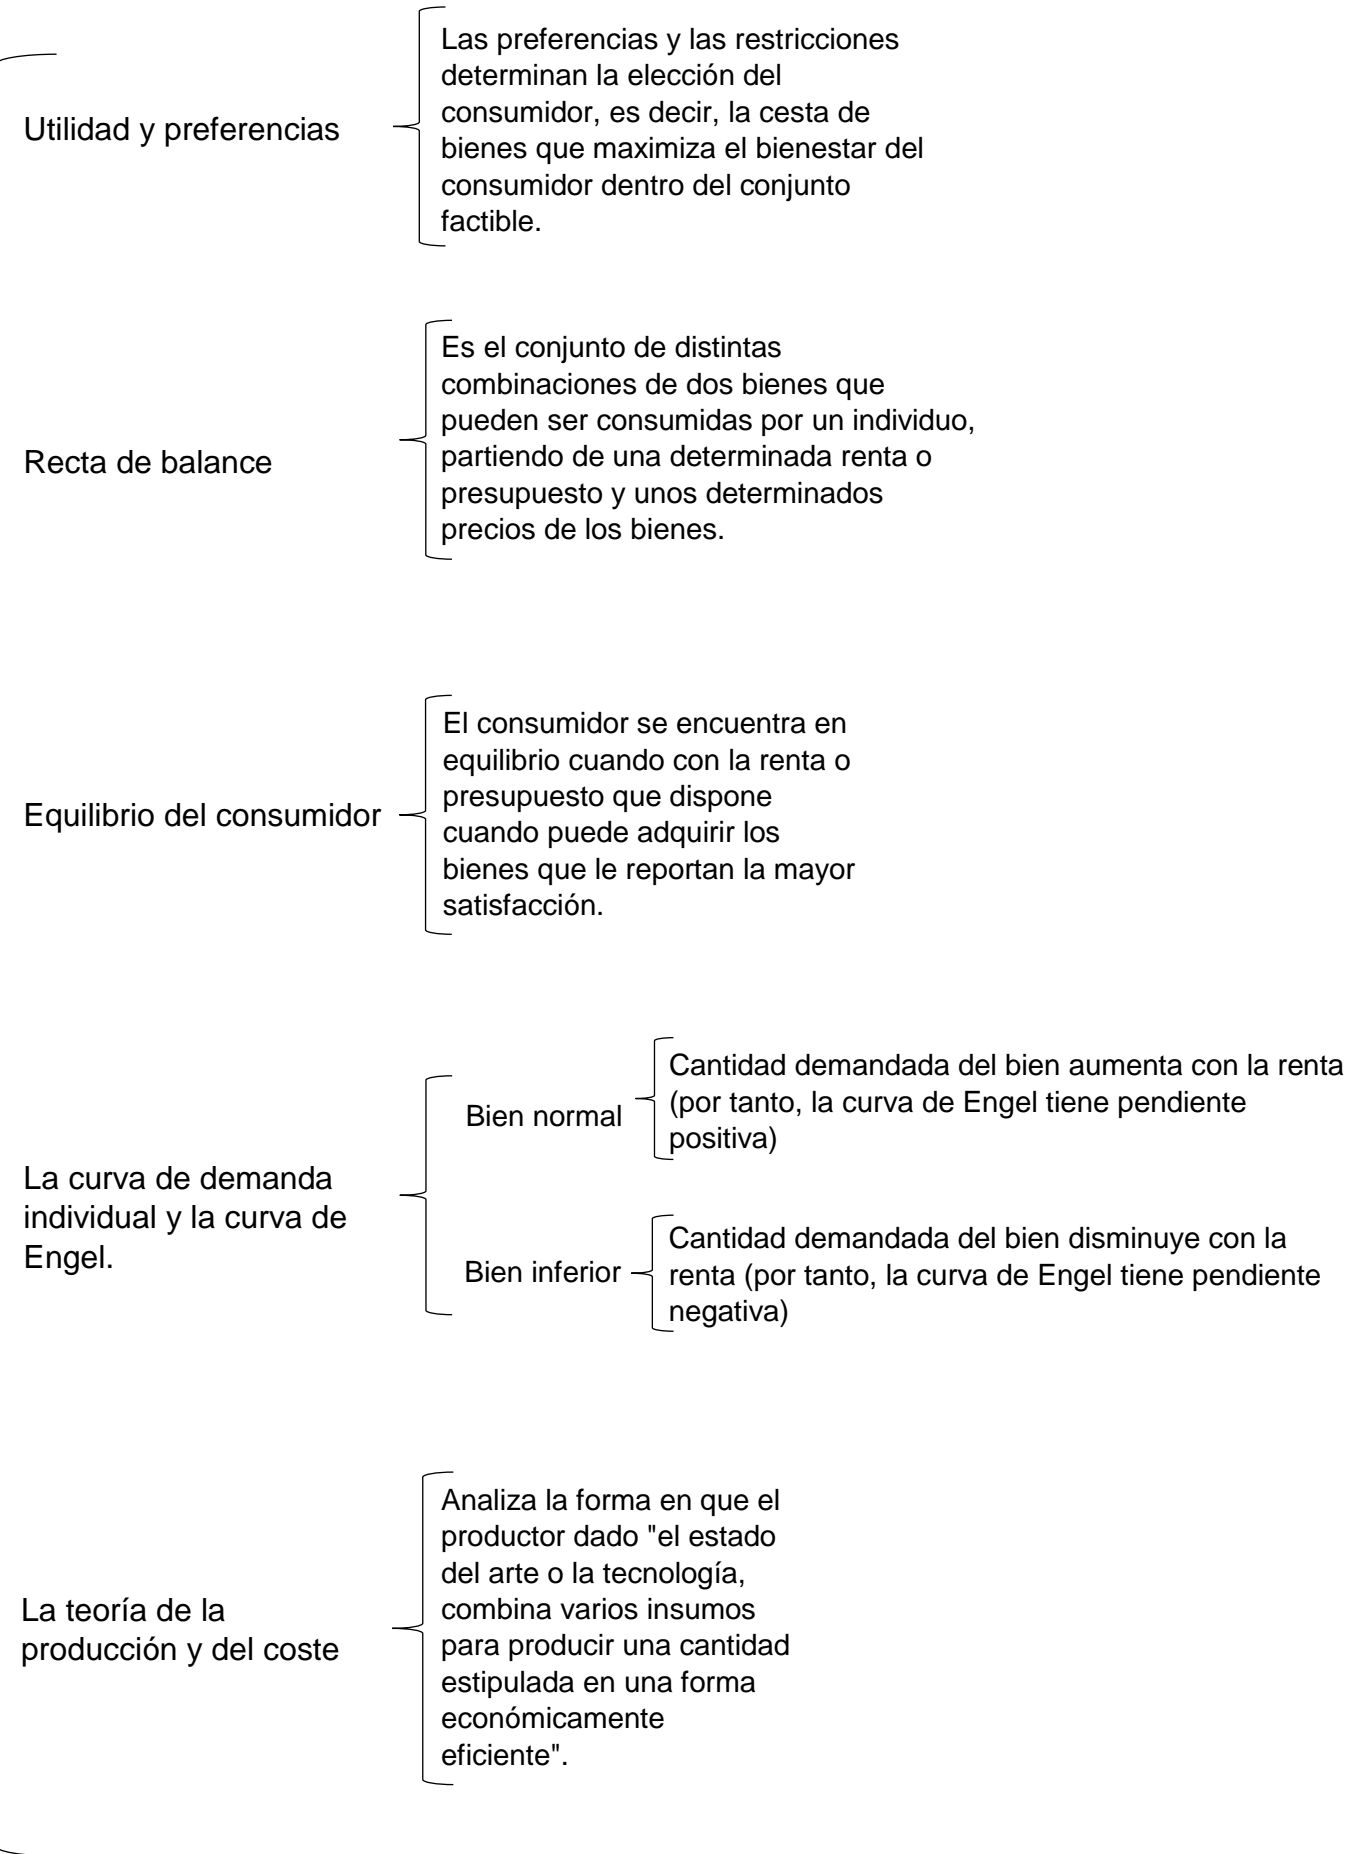 Utilidad y preferencias
Las preferencias y las restricciones
determinan la elección del
consumidor, es decir, la cesta de
bienes que maximiza el bienestar del
consumidor dentro del conjunto
factible.
Recta de balance
Es el conjunto de distintas
combinaciones de dos bienes que
pueden ser consumidas por un individuo,
partiendo de una determinada renta o
presupuesto y unos determinados
precios de los bienes.
Equilibrio del consumidor
El consumidor se encuentra en
equilibrio cuando con la renta o
presupuesto que dispone
cuando puede adquirir los
bienes que le reportan la mayor
satisfacción.
La curva de demanda
individual y la curva de
Engel.
Bien normal
Cantidad demandada del bien aumenta con la renta
(por tanto, la curva de Engel tiene pendiente
positiva)
Bien inferior
Cantidad demandada del bien disminuye con la
renta (por tanto, la curva de Engel tiene pendiente
negativa)
La teoría de la
producción y del coste
Analiza la forma en que el
productor dado "el estado
del arte o la tecnología,
combina varios insumos
para producir una cantidad
estipulada en una forma
económicamente
eficiente".